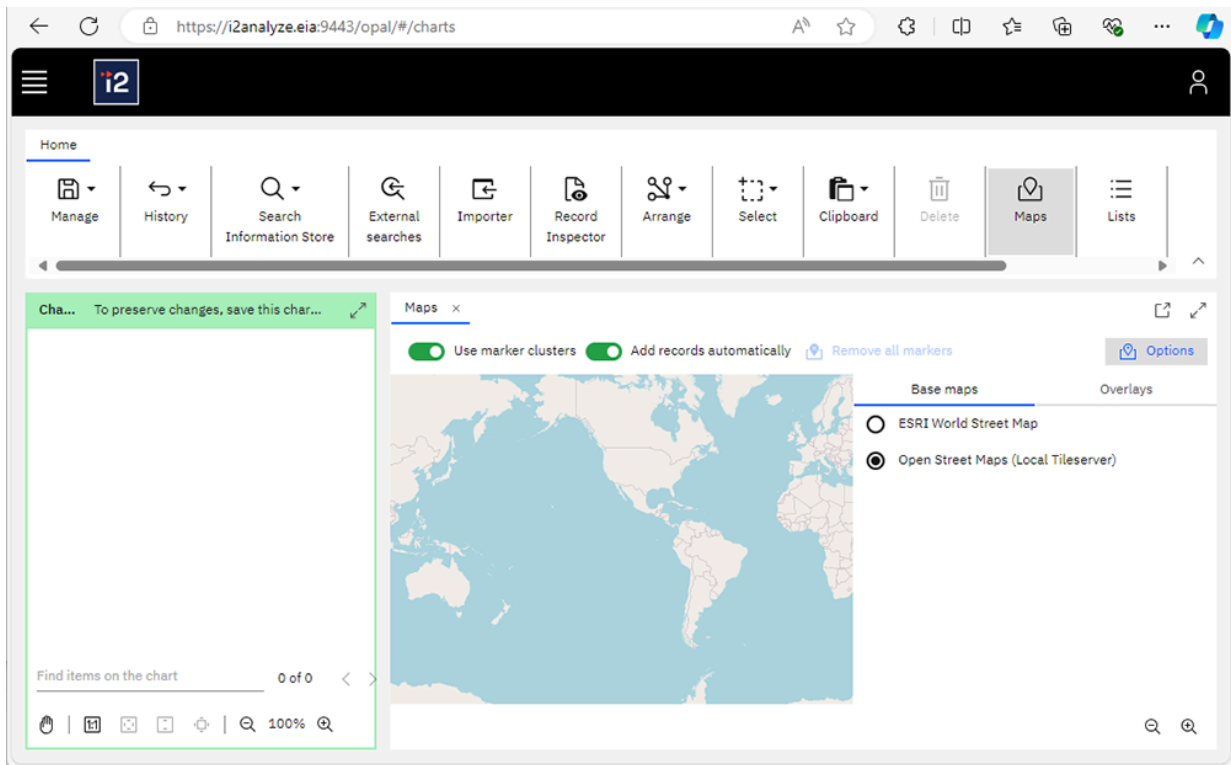 https://i2analyze.eia:9443/opal/#/charts
i2
Home
Manage
History
Search
Information Store
External
searches
Importer
Record
Inspector
Arrange
Select
Clipboard
Delete
Maps
Lists
Cha... To preserve changes, save this char...
Maps
Use marker clusters Add records automatically Remove all markers Options
Base maps Overlays
ESRI World Street Map
Open Street Maps (Local Tileserver)
Find items on the chart 0 of 0
1:1 100%